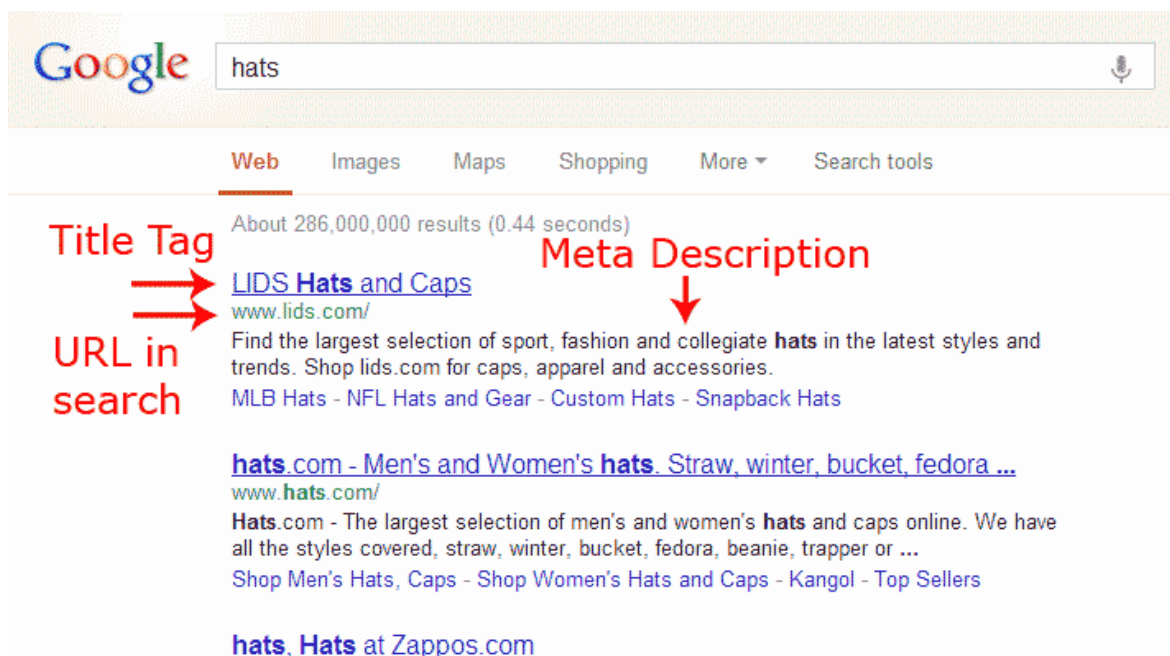 Google
hats
Web Images Maps Shopping More Search tools
About 286,000,000 results (0.44 seconds)
Title Tag
Meta Description
LIDS Hats and Caps
www.lids.com/
URL in
search
Find the largest selection of sport, fashion and collegiate hats in the latest styles and
trends. Shop lids.com for caps, apparel and accessories.
MLB Hats - NFL Hats and Gear - Custom Hats - Snapback Hats
hats.com - Men's and Women's hats. Straw, winter, bucket, fedora ...
www.hats.com/
Hats.com - The largest selection of men's and women's hats and caps online. We have
all the styles covered, straw, winter, bucket, fedora, beanie, trapper or ...
Shop Men's Hats, Caps - Shop Women's Hats and Caps - Kangol - Top Sellers
hats, Hats at Zappos.com